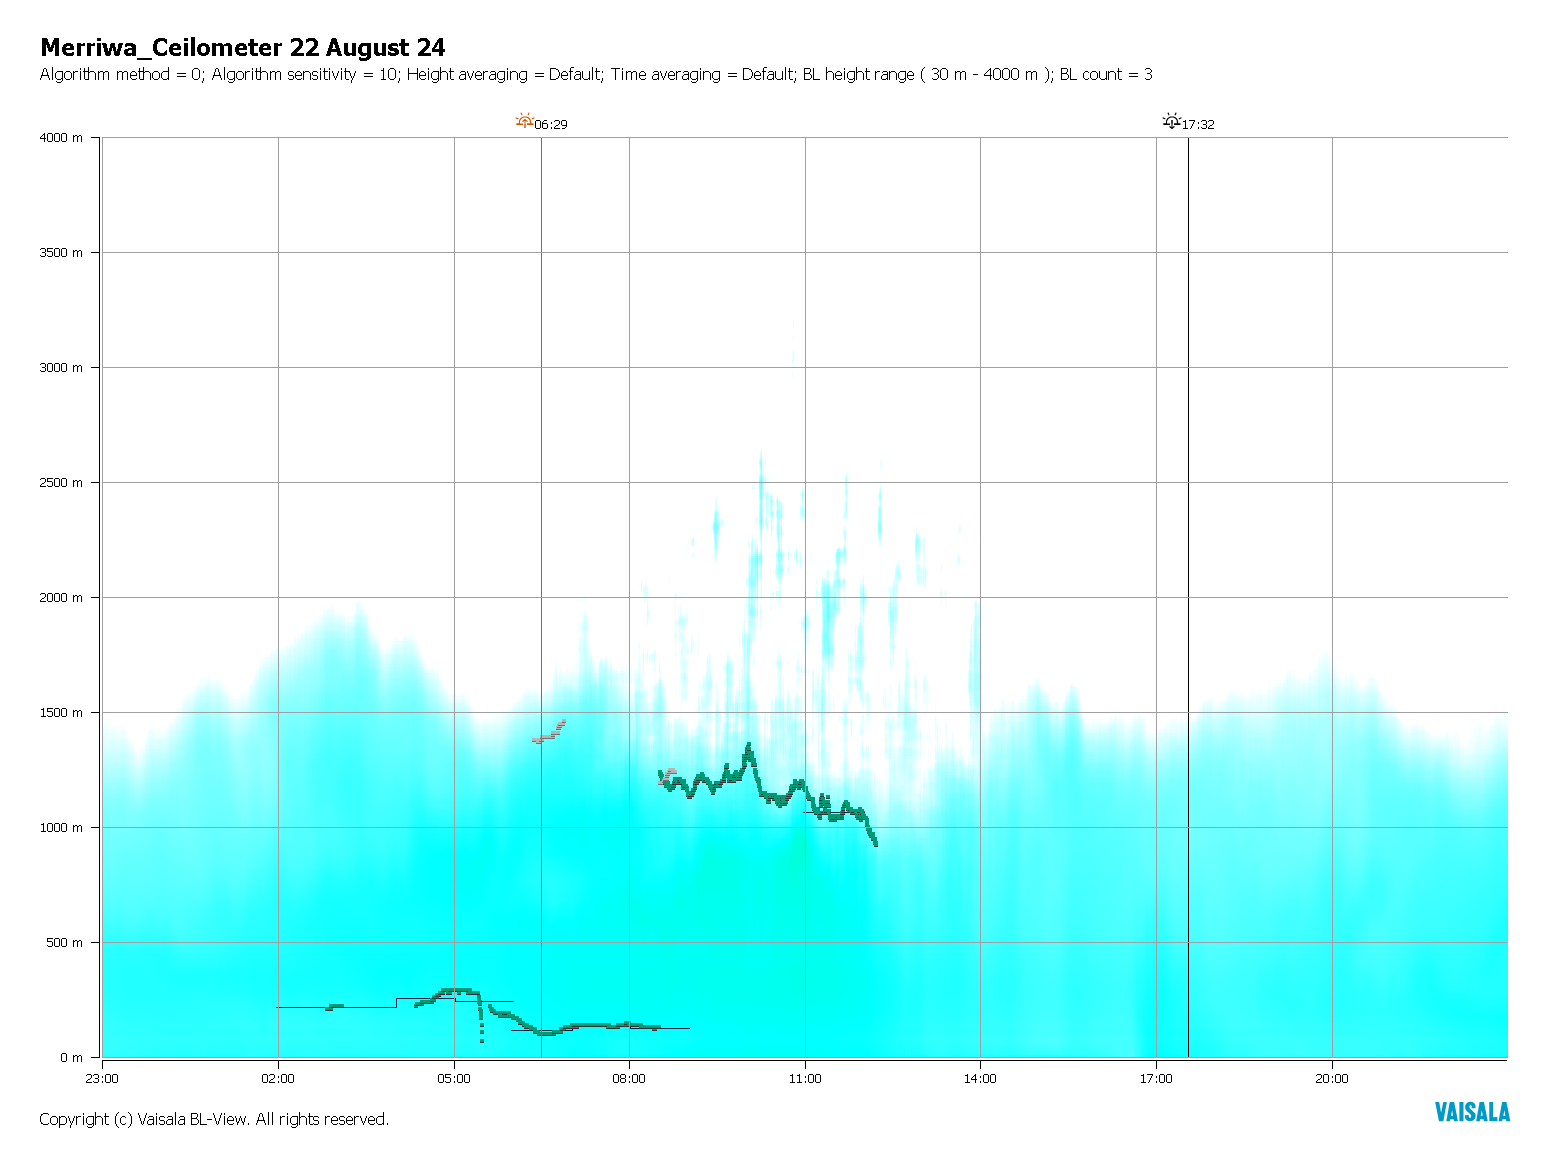 Merriwa_Ceilometer 22 August 24
Algorithm method = 0; Algorithm sensitivity = 10; Height averaging = Default; Time averaging = Default; BL height range ( 30 m - 4000 m ); BL count = 3
06:29
17:32
4000 m
3500 m
3000 m
2500 m
2000 m
1500 m
1000 m
500 m
0 m
23:00
02:00
05:00
08:00
11:00
14:00
17:00
20:00
Copyright (c) Vaisala BL-View. All rights reserved.
VAISALA